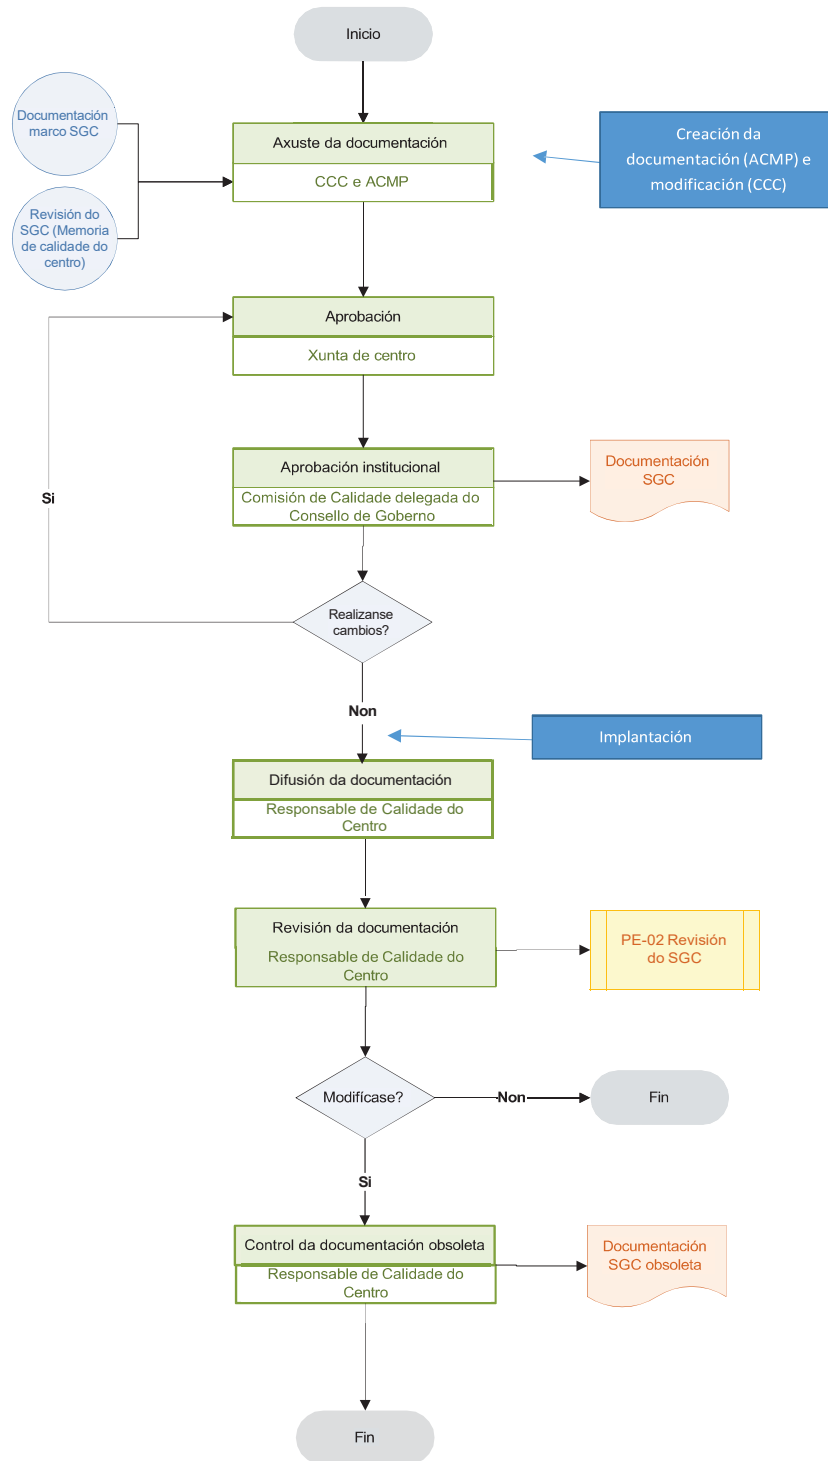 Inicio
Documentación
marco SGC
Axuste da documentación
CCC e ACMP
Creación da
documentación (ACMP) e
modificación (CCC)
Revisión do
SGC (Memoria
de calidade do
centro)
Aprobación
Xunta de centro
Aprobación institucional
Comisión de Calidade delegada do
Consello de Goberno
Documentación
SGC
Si
Realízanse
cambios?
Non
Implantación
Difusión da documentación
Responsable de Calidade do
Centro
Revisión da documentación
Responsable de Calidade do
Centro
PE-02 Revisión
do SGC
Modifícase?
Non
Fin
Si
Control da documentación obsoleta
Responsable de Calidade do
Centro
Documentación
SGC obsoleta
Fin